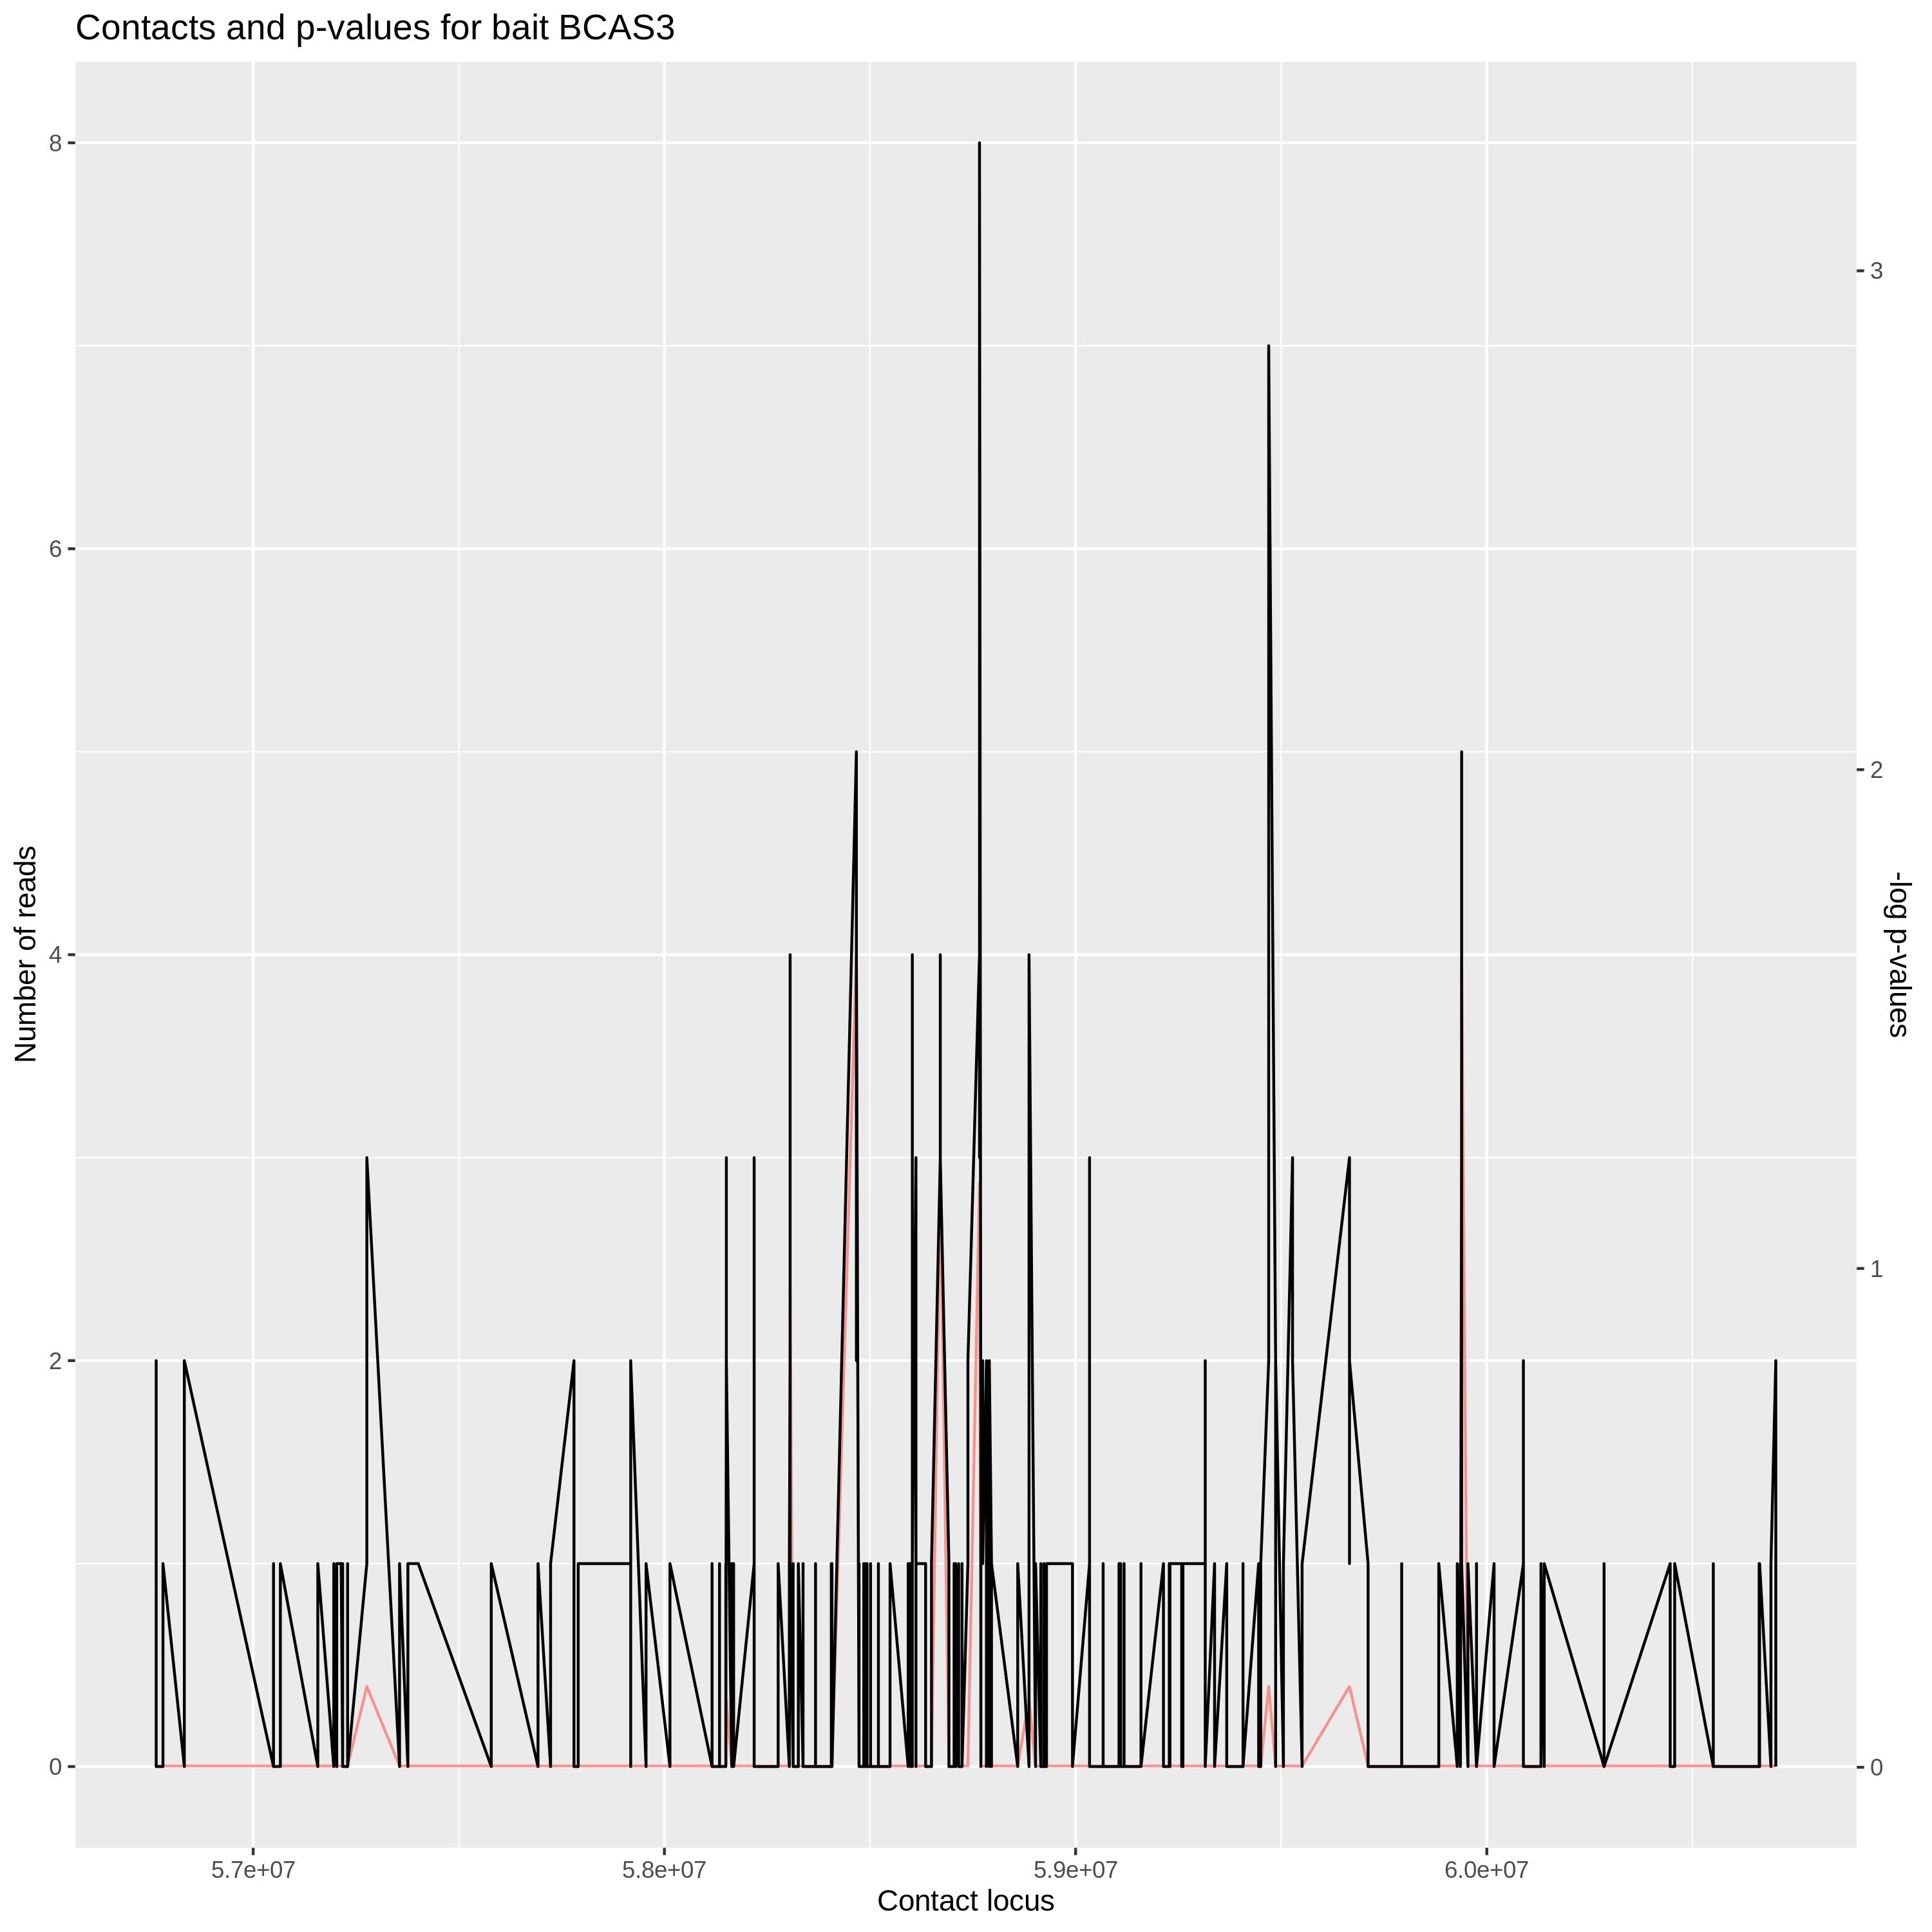 Contacts and p-values for bait BCAS3
8
6
4
2
0
Number of reads
3
2
1
0
-log p-values
5.7e+07
5.8e+07
5.9e+07
6.0e+07
Contact locus